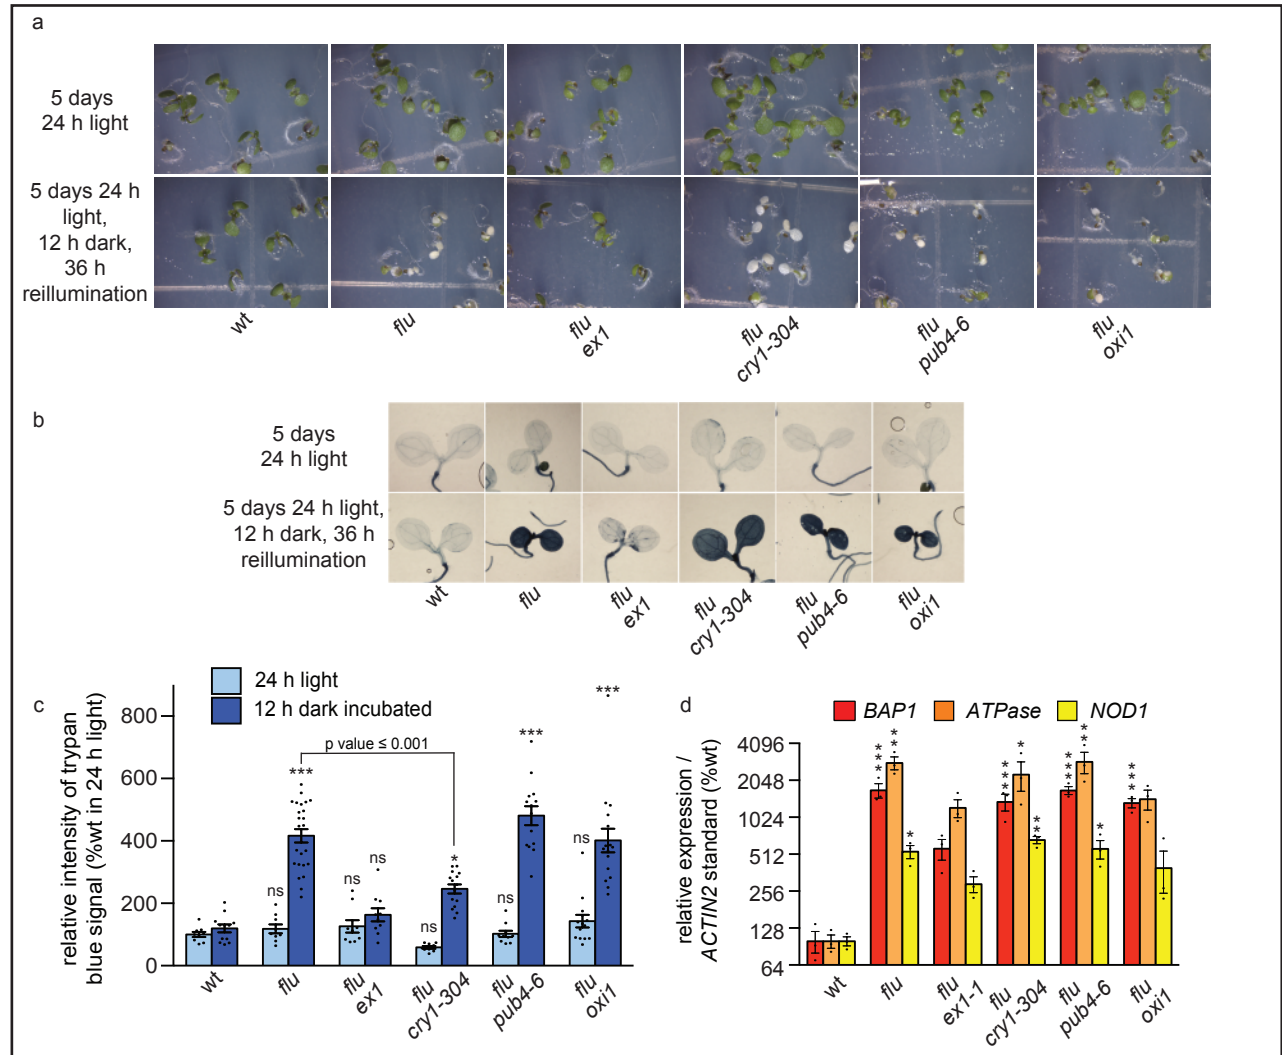 a
5 days
24 h light
5 days 24 h
light,
12 h dark,
36 h
reillumination
wt
flu
flu
ex1
flu
cry1-304
flu
pub4-6
flu
oxi1
b
5 days
24 h light
5 days 24 h light,
12 h dark, 36 h
reillumination
wt
flu
flu
ex1
flu
cry1-304
flu
pub4-6
flu
oxi1
c
24 h light
12 h dark incubated
relative intensity of trypan
blue signal (%wt in 24 h light)
800
600
400
200
0
p value ≤ 0.001
ns
***
ns
ns
ns
*
ns
***
ns
***
wt
flu
flu
ex1
flu
cry1-304
flu
pub4-6
flu
oxi1
d
BAP1
ATPase
NOD1
relative expression /
ACTIN2 standard (%wt)
4096
2048
1024
512
256
128
64
***
**
*
***
*
**
***
**
*
***
wt
flu
flu
ex1-1
flu
cry1-304
flu
pub4-6
flu
oxi1